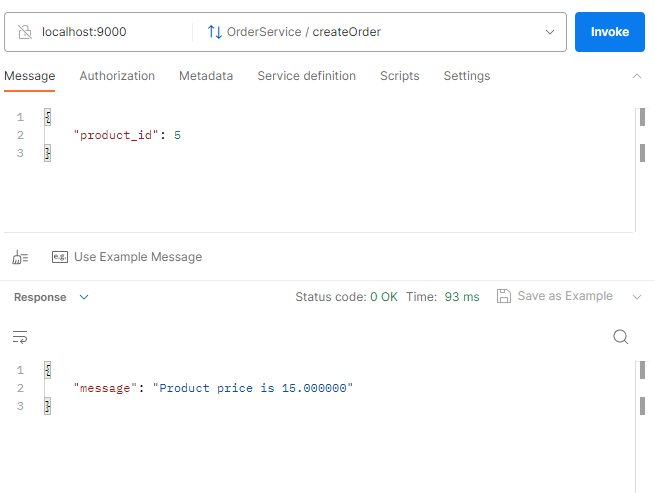 localhost:9000 OrderService / createOrder Invoke
Message Authorization Metadata Service definition Scripts Settings
1 {
2 "product_id": 5
3 }
e.g. Use Example Message
Response Status code: 0 OK Time: 93 ms Save as Example
1 {
2 "message": "Product price is 15.000000"
3 }